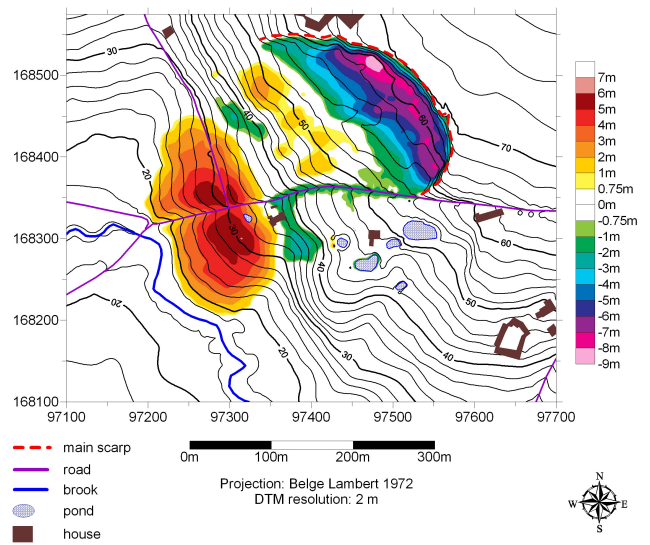 168500
168400
168300
168200
168100
97100
97200
97300
97400
97500
97600
97700
30
40
50
60
70
20
30
60
40
50
20
20
30
40
7m
6m
5m
4m
3m
2m
1m
0.75m
0m
-0.75m
-1m
-2m
-3m
-4m
-5m
-6m
-7m
-8m
-9m
main scarp
road
brook
pond
house
0m
100m
200m
300m
Projection: Belge Lambert 1972
DTM resolution: 2 m
N
W
E
S